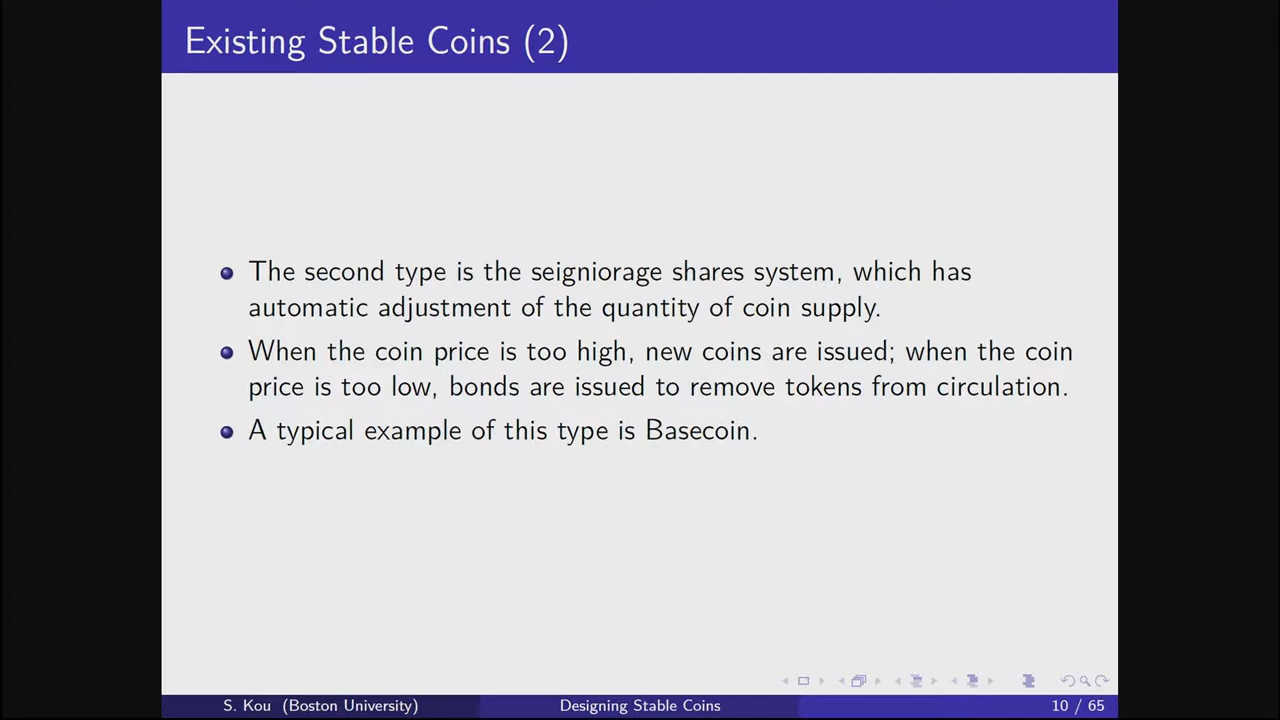 Existing Stable Coins (2)
The second type is the seigniorage shares system, which has
automatic adjustment of the quantity of coin supply.
When the coin price is too high, new coins are issued; when the coin
price is too low, bonds are issued to remove tokens from circulation.
A typical example of this type is Basecoin.
S. Kou (Boston University)
Designing Stable Coins
10 / 65